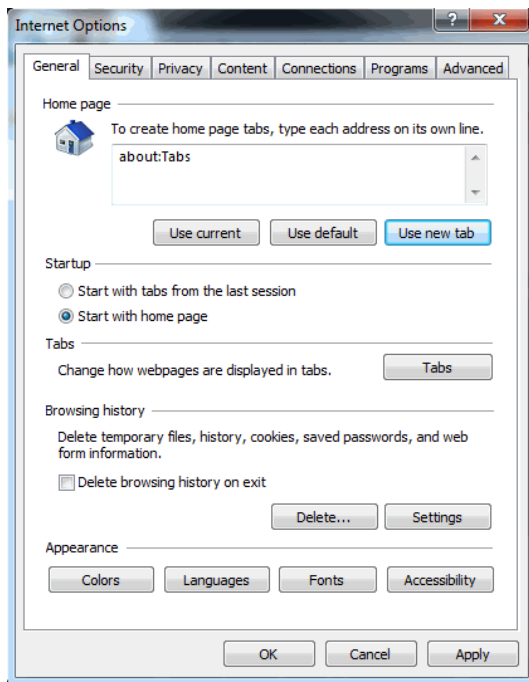 Internet Options
?
X
General Security Privacy Content Connections Programs Advanced
Home page
To create home page tabs, type each address on its own line.
about:Tabs
Use current Use default Use new tab
Startup
Start with tabs from the last session
Start with home page
Tabs
Change how webpages are displayed in tabs. Tabs
Browsing history
Delete temporary files, history, cookies, saved passwords, and web
form information.
Delete browsing history on exit
Delete... Settings
Appearance
Colors Languages Fonts Accessibility
OK Cancel Apply